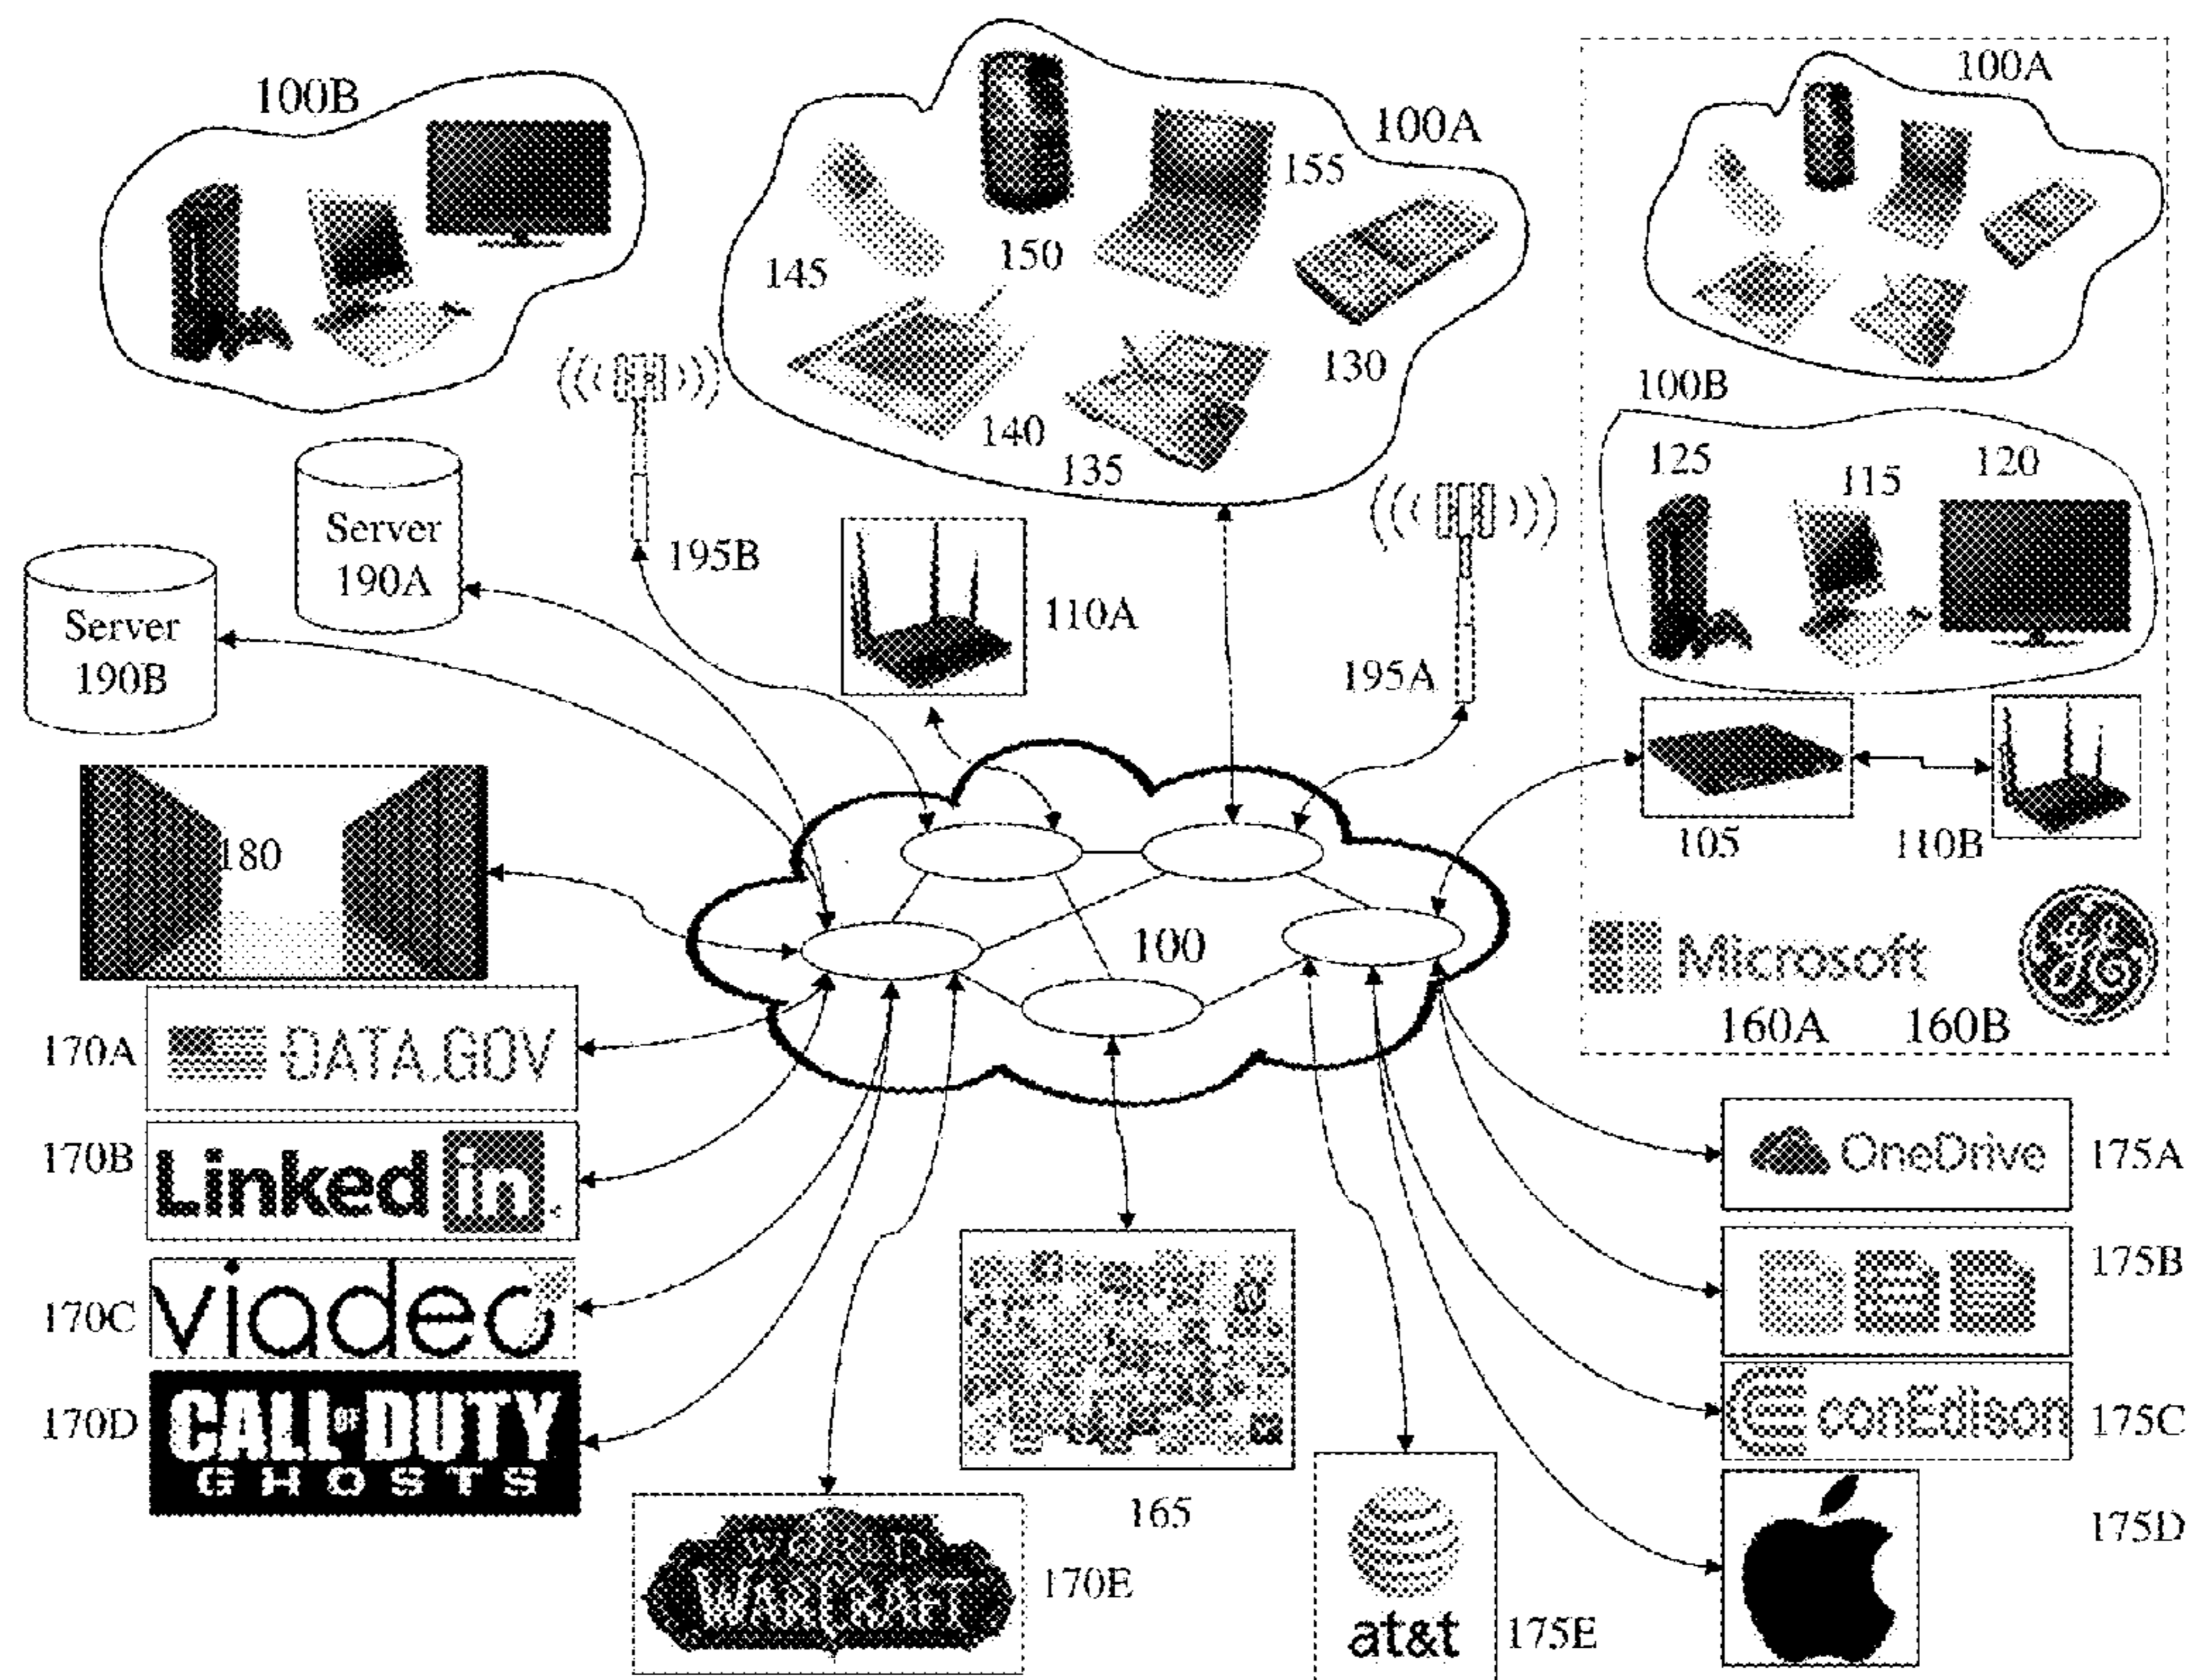 100B
100A
100A
155
150
145
130
140
135
100B
125
115
120
Server
190A
195B
110A
195A
Server
190B
105
110B
180
100
Microsoft
160A
160B
170A
DATA.GOV
170B
Linked in
170C
viadeo
170D
CALL OF DUTY
GHOSTS
OneDrive
175A
175B
conEdison
175C
175D
165
WORLD
WARCRAFT
170E
at&t
175E